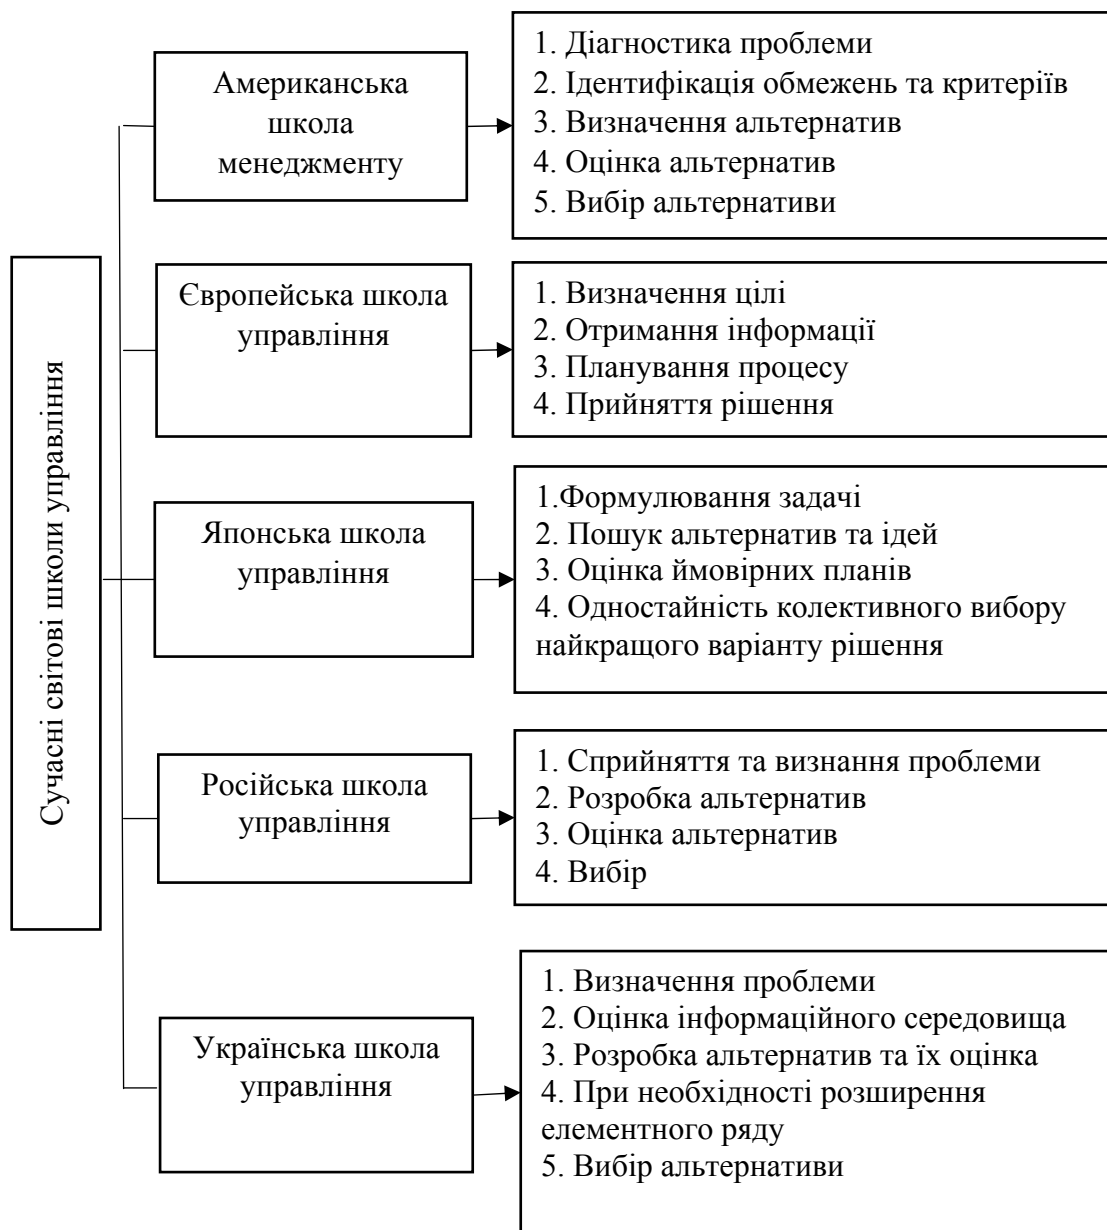 Сучасні світові школи управління
Американська
школа
менеджменту
1. Діагностика проблеми
2. Ідентифікація обмежень та критеріїв
3. Визначення альтернатив
4. Оцінка альтернатив
5. Вибір альтернативи
Європейська школа
управління
1. Визначення цілі
2. Отримання інформації
3. Планування процесу
4. Прийняття рішення
Японська школа
управління
1.Формулювання задачі
2. Пошук альтернатив та ідей
3. Оцінка ймовірних планів
4. Одностайність колективного вибору
найкращого варіанту рішення
Російська школа
управління
1. Сприйняття та визнання проблеми
2. Розробка альтернатив
3. Оцінка альтернатив
4. Вибір
Українська школа
управління
1. Визначення проблеми
2. Оцінка інформаційного середовища
3. Розробка альтернатив та їх оцінка
4. При необхідності розширення
елементного ряду
5. Вибір альтернативи